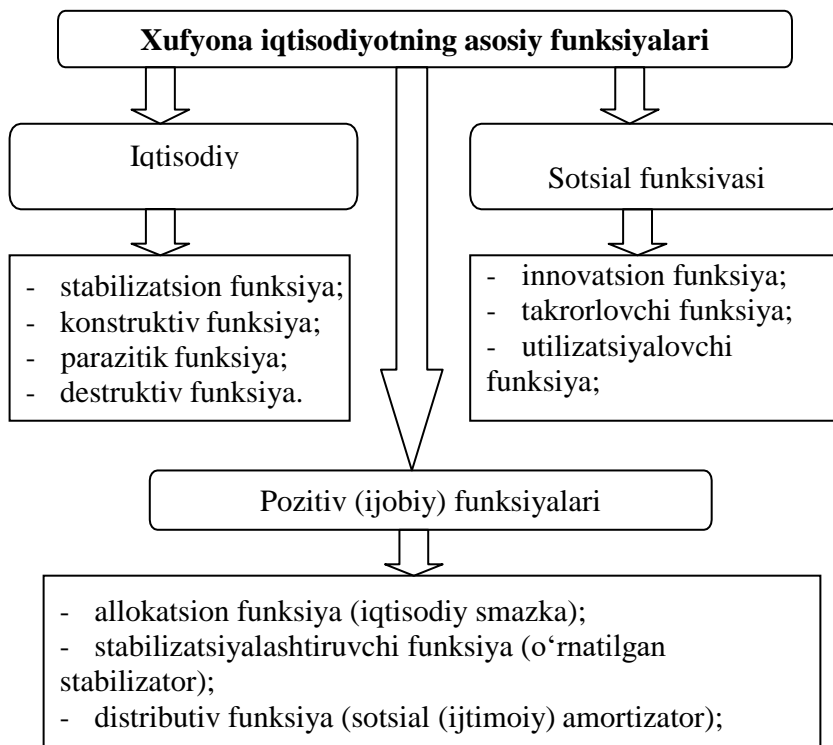 Xufyona iqtisodiyotning asosiy funksiyalari
Iqtisodiy
Sotsial funksivasi
- stabilizatsion funksiya;
- konstruktiv funksiya;
- parazitik funksiya;
- destruktiv funksiya.
- innovatsion funksiya;
- takrorlovchi funksiya;
- utilizatsiyalovchi
funksiya;
Pozitiv (ijobiy) funksiyalari
- allokatsion funksiya (iqtisodiy smazka);
- stabilizatsiyalashtiruvchi funksiya (o‘rnatilgan
stabilizator);
- distributiv funksiya (sotsial (ijtimoiy) amortizator);